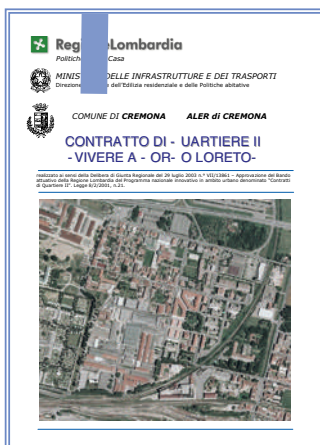 RegioneLombardia
Politiche Casa
MINIS DELLE INFRASTRUTTURE E DEI TRASPORTI
Direzione dell'Edilizia residenziale e delle Politiche abitative
COMUNE DI CREMONA ALER di CREMONA
CONTRATTO DI - UARTIERE II
-VIVERE A - OR- O LORETO-
realizzato ai sensi della Delibera di Giunta Regionale del 29 luglio 2003 n.° VII/13861 – Approvazione del Bando
attuativo della Regione Lombardia del Programma nazionale innovativo in ambito urbano denominato "Contratti
di Quartiere II". Legge 8/2/2001, n.21.